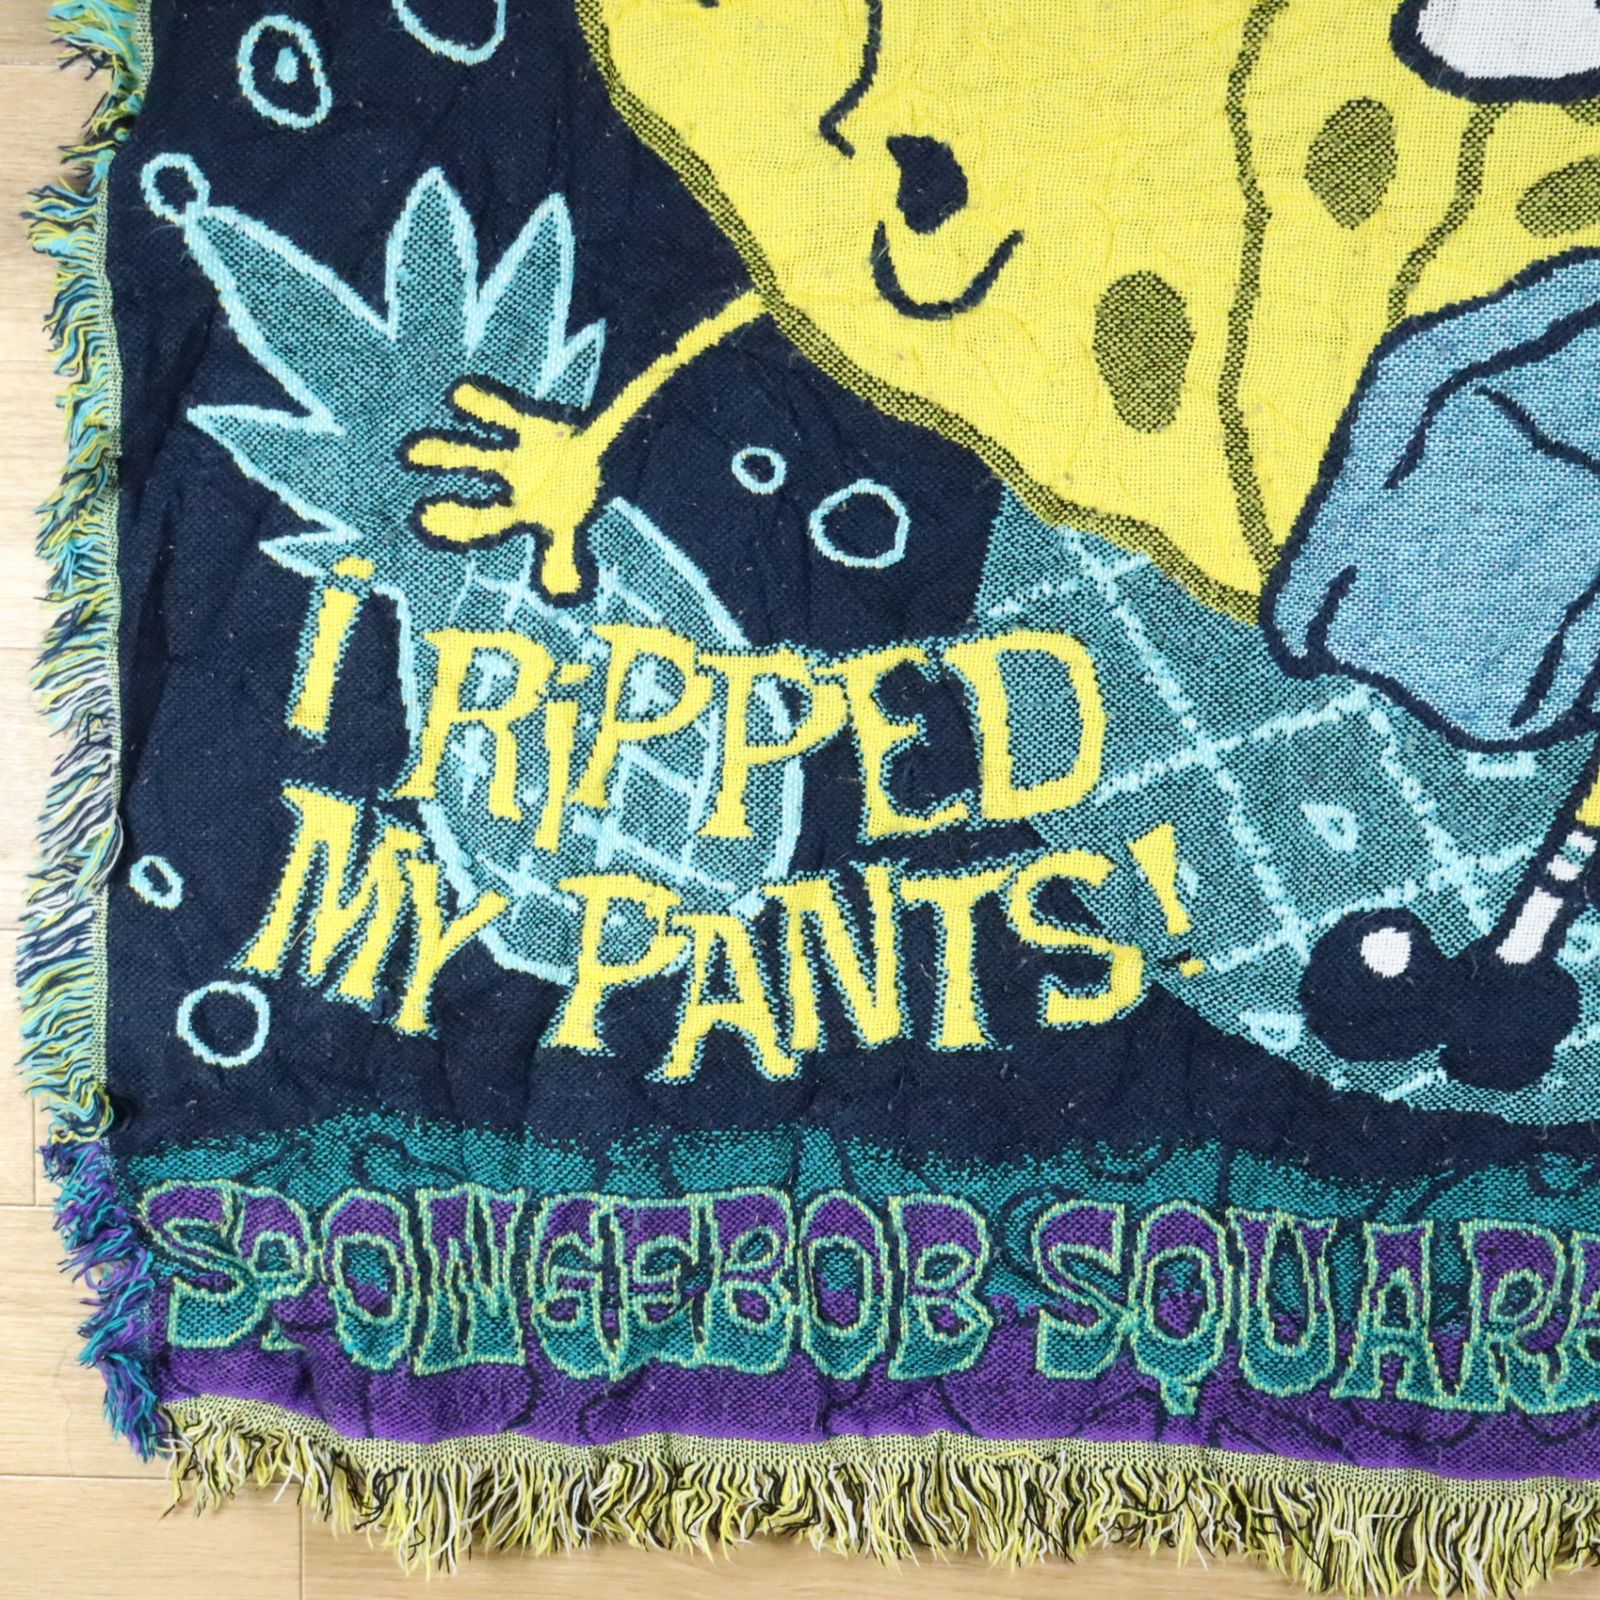 I RiPPED
MY PANTS!
SPONGEBOB SQUAR